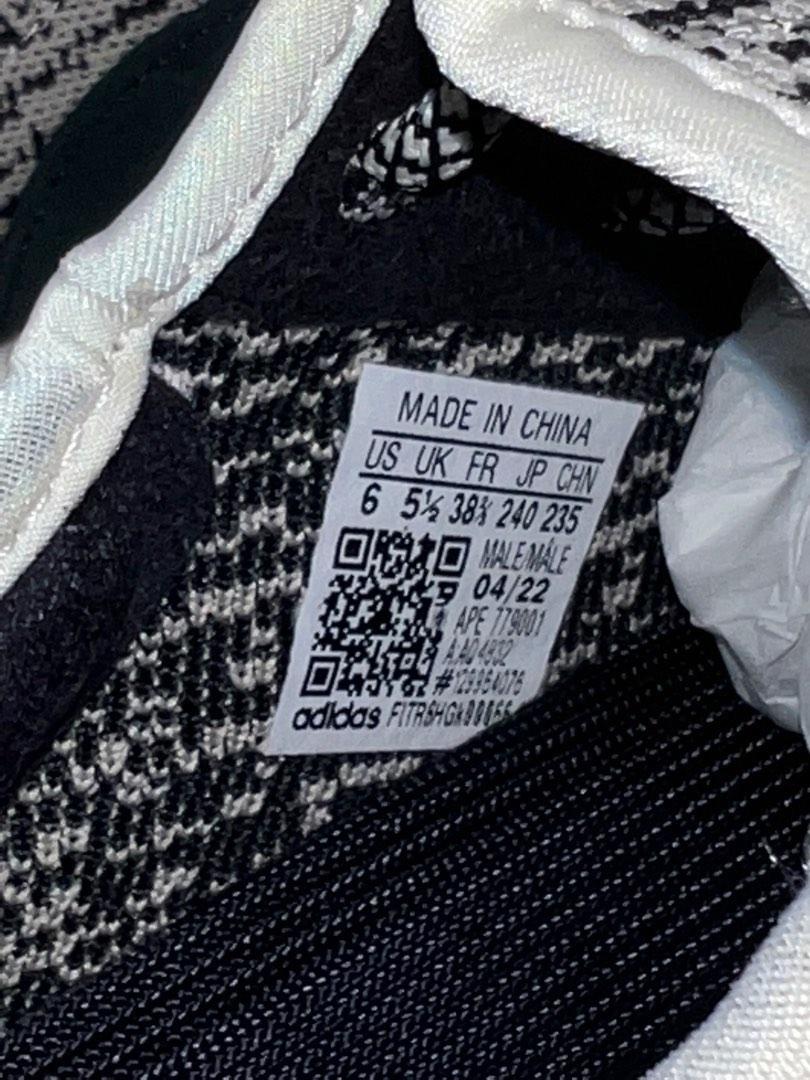 MADE IN CHINA
US UK FR JP CHN
6 5½ 38⅔ 240 235
MALE/MÂLE
04/22
APE 779001
adidas